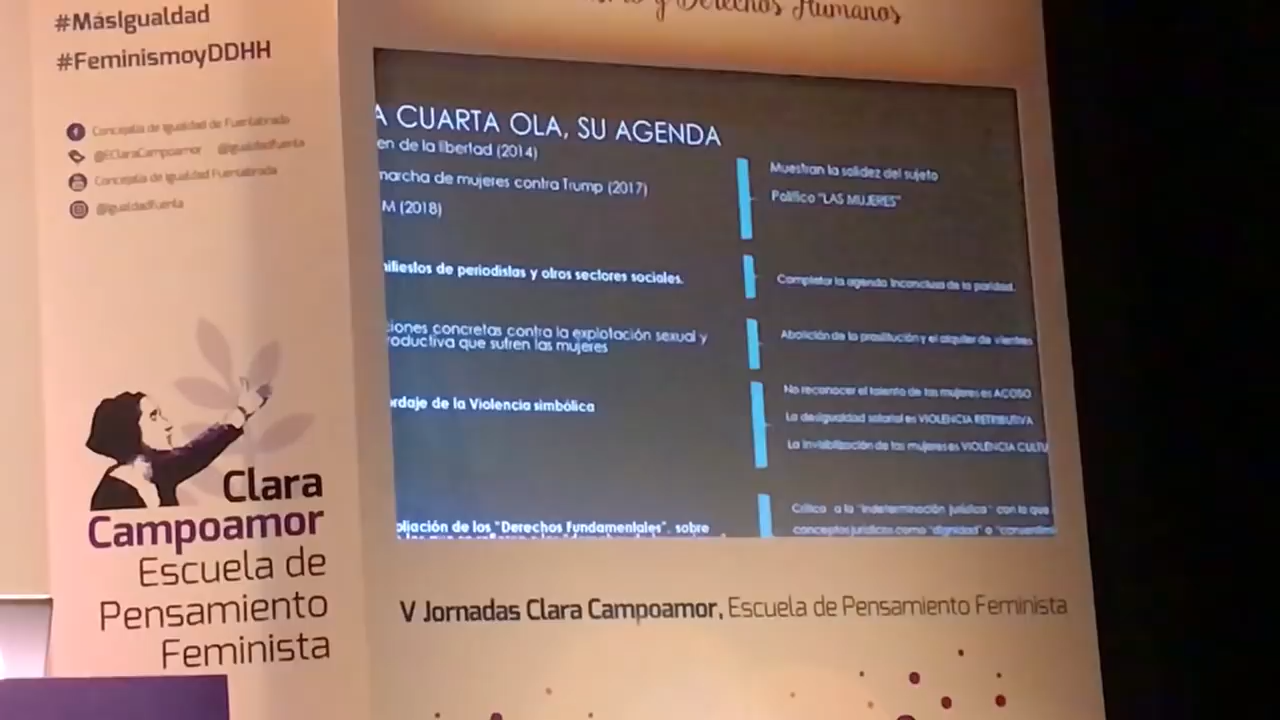 #MásIgualdad
#FeminismoyDDHH
Concejalía de Igualdad de Fuenlabrada
@EClaraCampoamor @igualdadfuenla
Concejalía de Igualdad Fuenlabrada
@igualdadfuenla
Clara
Campoamor
Escuela de
Pensamiento
Feminista
y Derechos Humanos
A CUARTA OLA, SU AGENDA
en de la libertad (2014)
marcha de mujeres contra Trump (2017)
M (2018)
nifiestos de periodistas y otros sectores sociales.
ciones concretas contra la explotación sexual y
roductiva que sufren las mujeres
ordaje de la Violencia simbólica
pliación de los "Derechos Fundamentales". sobre
Muestran la solidez del sujeto
Político "LAS MUJERES"
Completar la agenda inconclusa de la paridad.
Abolición de la prostitución y el alquiler de vientres
No reconocer el talento de las mujeres es ACOSO
La desigualdad salarial es VIOLENCIA RETRIBUTIVA
La invisibilización de las mujeres es VIOLENCIA CULTU
Crítica a la "indeterminación jurídica" con la que
conceptos jurídicos como "dignidad" o "consentim
V Jornadas Clara Campoamor, Escuela de Pensamiento Feminista